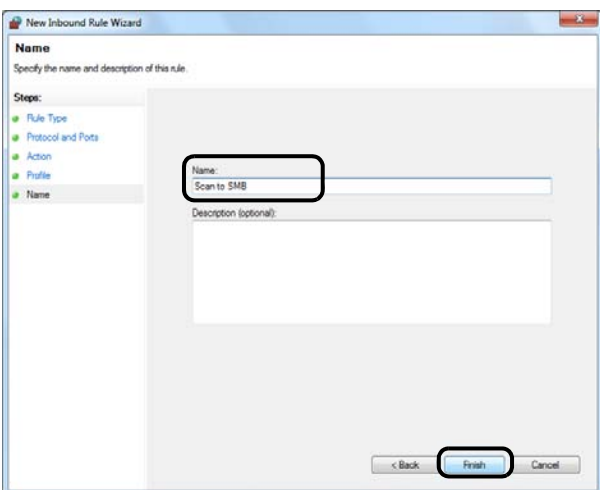 New Inbound Rule Wizard
Name
Specify the name and description of this rule.
Steps:
Rule Type
Protocol and Ports
Action
Profile
Name
Name:
Scan to SMB
Description (optional):
< Back
Finish
Cancel